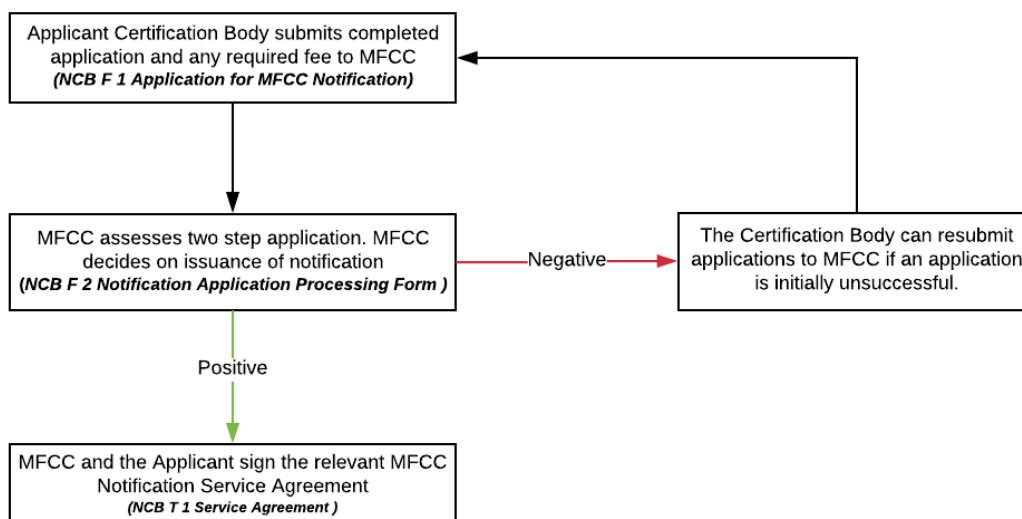 Applicant Certification Body submits completed
application and any required fee to MFCC
(NCB F 1 Application for MFCC Notification)
MFCC assesses two step application. MFCC
decides on issuance of notification
(NCB F 2 Notification Application Processing Form )
Negative
The Certification Body can resubmit
applications to MFCC if an application
is initially unsuccessful.
Positive
MFCC and the Applicant sign the relevant MFCC
Notification Service Agreement
(NCB T 1 Service Agreement )